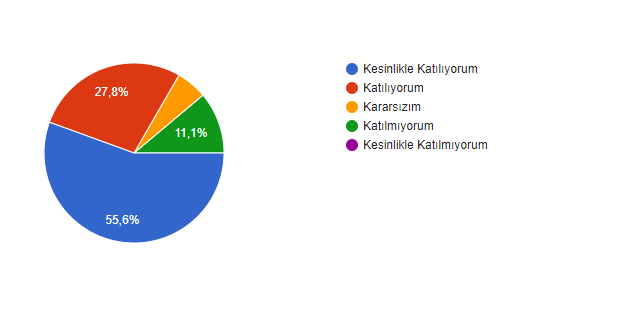 27,8%
11,1%
55,6%
Kesinlikle Katılıyorum
Katılıyorum
Kararsızım
Katılmıyorum
Kesinlikle Katılmıyorum